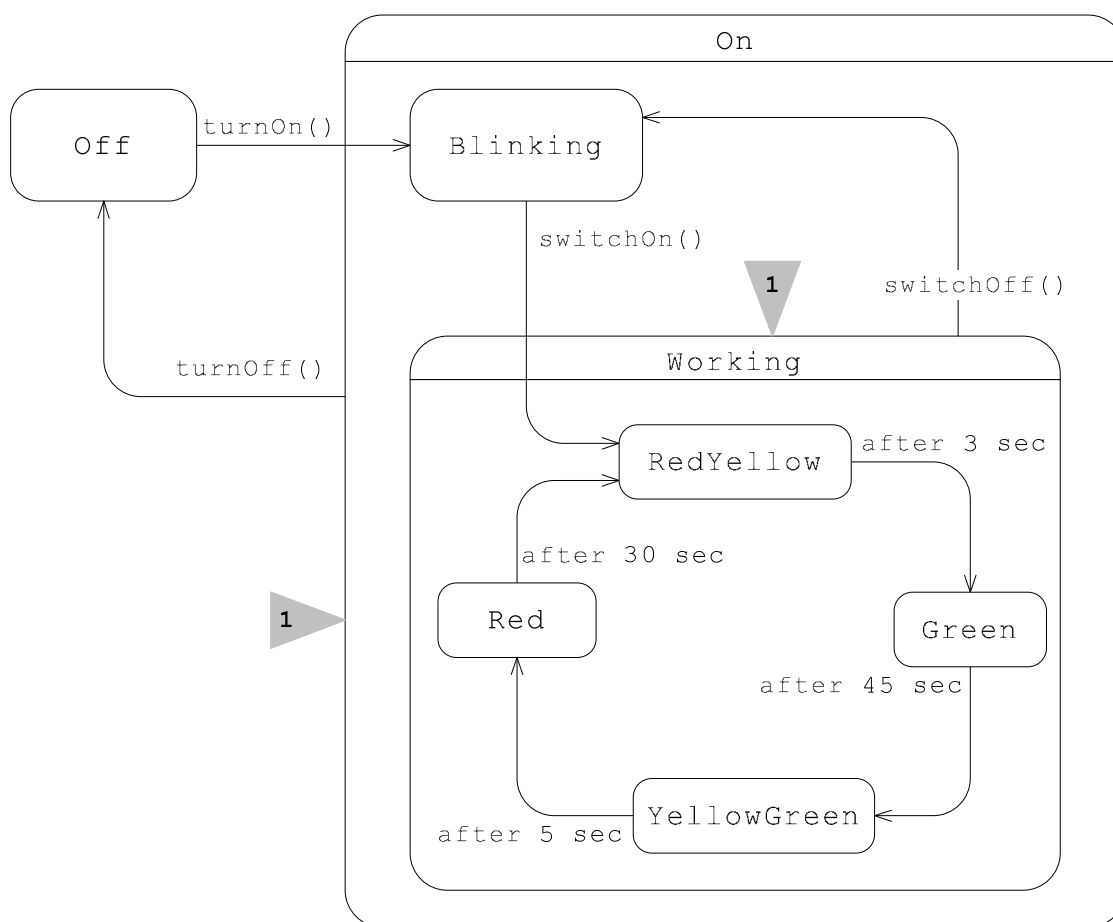 On
Off
turnOn()
Blinking
switchOn()
1
switchOff()
turnOff()
Working
RedYellow
after 3 sec
after 30 sec
1
Red
Green
after 45 sec
YellowGreen
after 5 sec